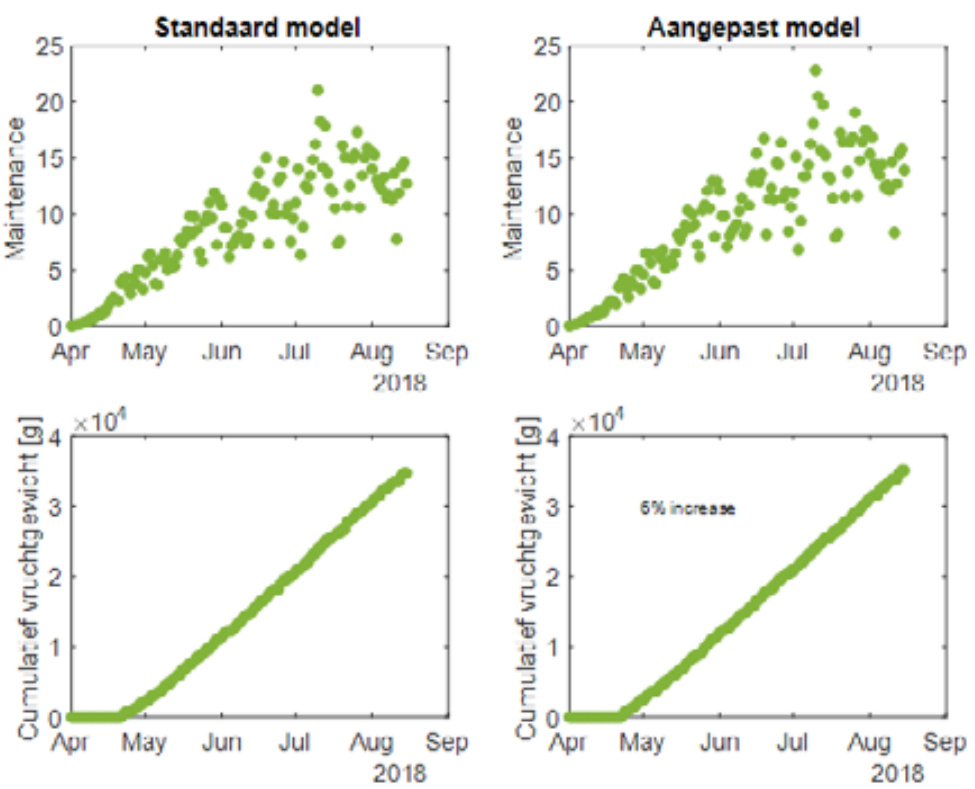 Standaard model
Aangepast model
Maintenance
25
20
15
10
5
0
Apr May Jun Jul Aug Sep
2018
Maintenance
25
20
15
10
5
0
Apr May Jun Jul Aug Sep
2018
Cumulatief vruchtgewicht [g]
×10⁴
4
3
2
1
0
Apr May Jun Jul Aug Sep
2018
Cumulatief vruchtgewicht [g]
×10⁴
4
3
2
1
0
6% increase
Apr May Jun Jul Aug Sep
2018